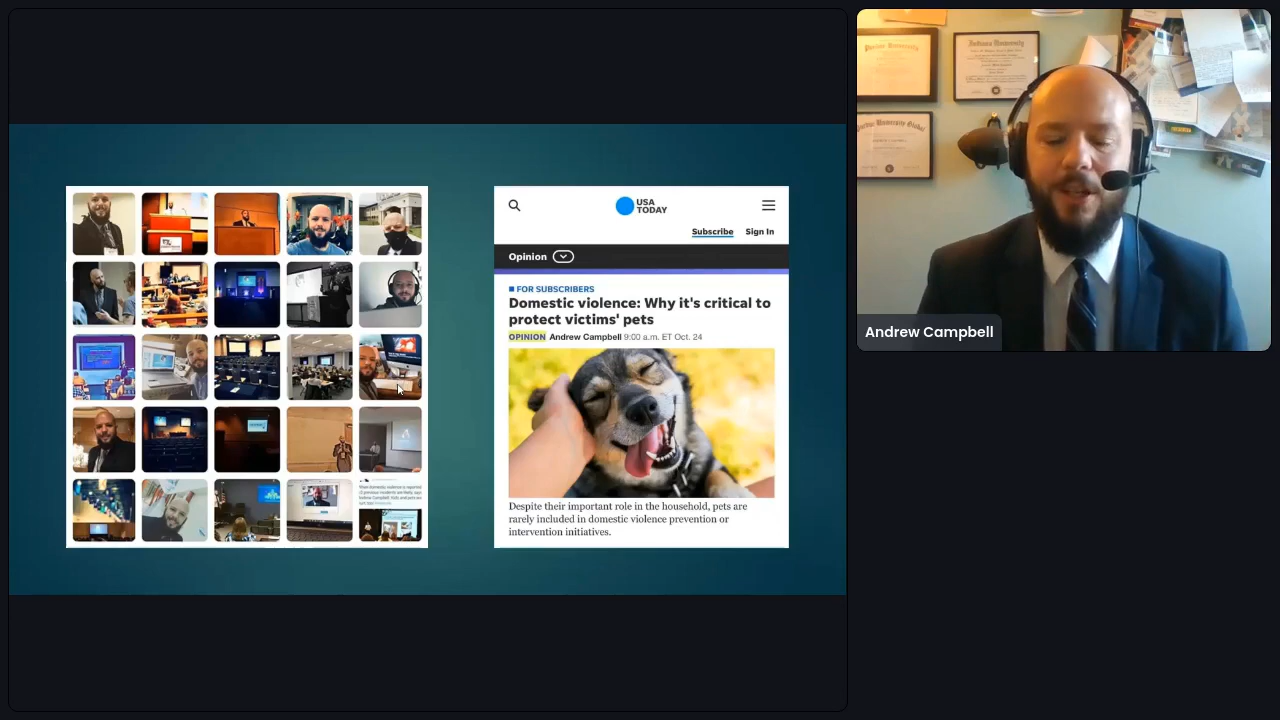 USA
TODAY
Subscribe
Sign In
Opinion
FOR SUBSCRIBERS
Domestic violence: Why it's critical to
protect victims' pets
OPINION Andrew Campbell 9:00 a.m. ET Oct. 24
Despite their important role in the household, pets are
rarely included in domestic violence prevention or
intervention initiatives.
Indiana University
Andrew Campbell